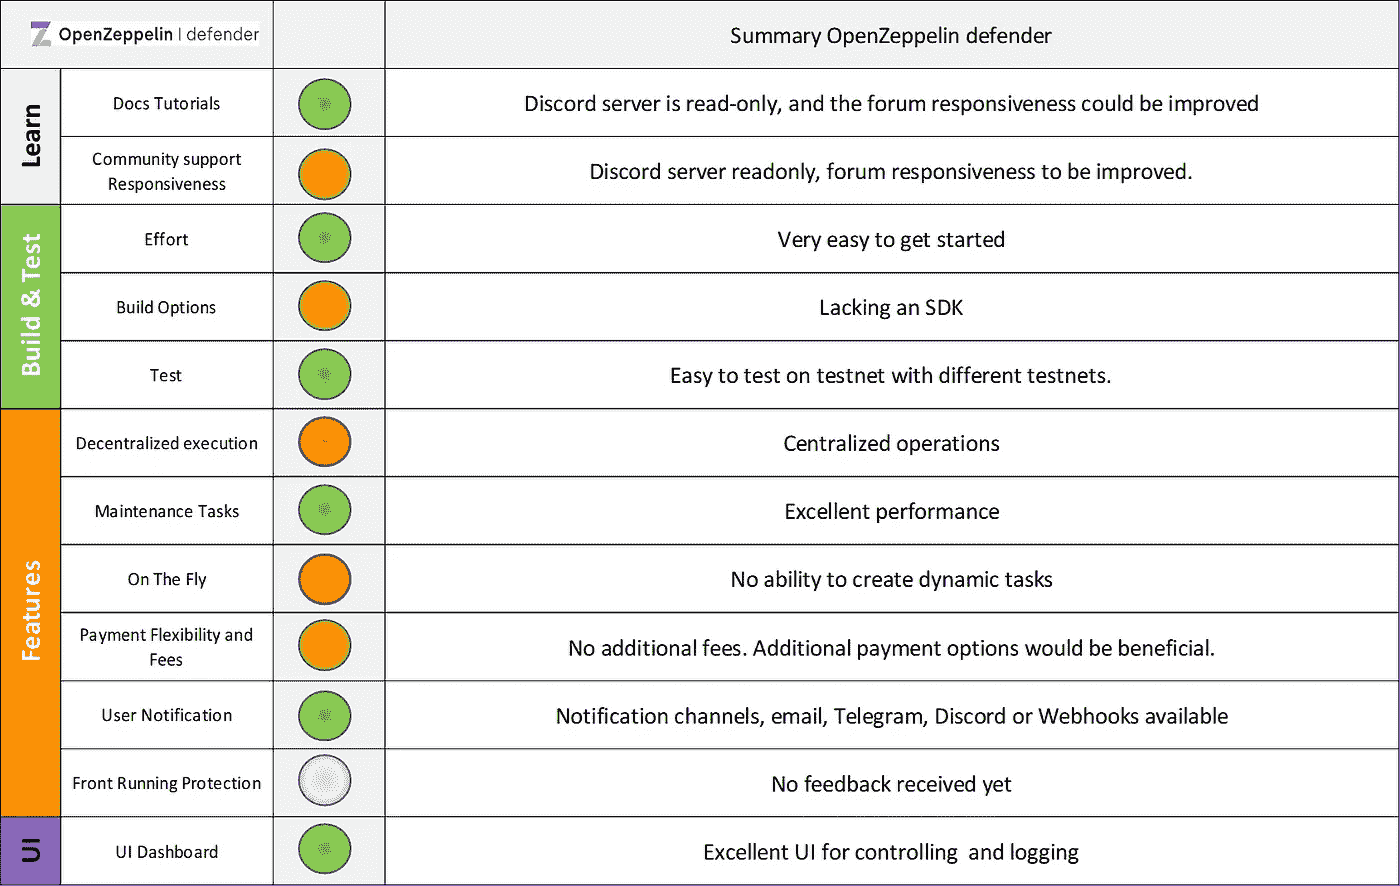 OpenZeppelin | defender
Summary OpenZeppelin defender
Learn
Docs Tutorials
Discord server is read-only, and the forum responsiveness could be improved
Community support
Responsiveness
Discord server readonly, forum responsiveness to be improved.
Build & Test
Effort
Very easy to get started
Build Options
Lacking an SDK
Test
Easy to test on testnet with different testnets.
Features
Decentralized execution
Centralized operations
Maintenance Tasks
Excellent performance
On The Fly
No ability to create dynamic tasks
Payment Flexibility and
Fees
No additional fees. Additional payment options would be beneficial.
User Notification
Notification channels, email, Telegram, Discord or Webhooks available
Front Running Protection
No feedback received yet
UI
UI Dashboard
Excellent UI for controlling  and logging